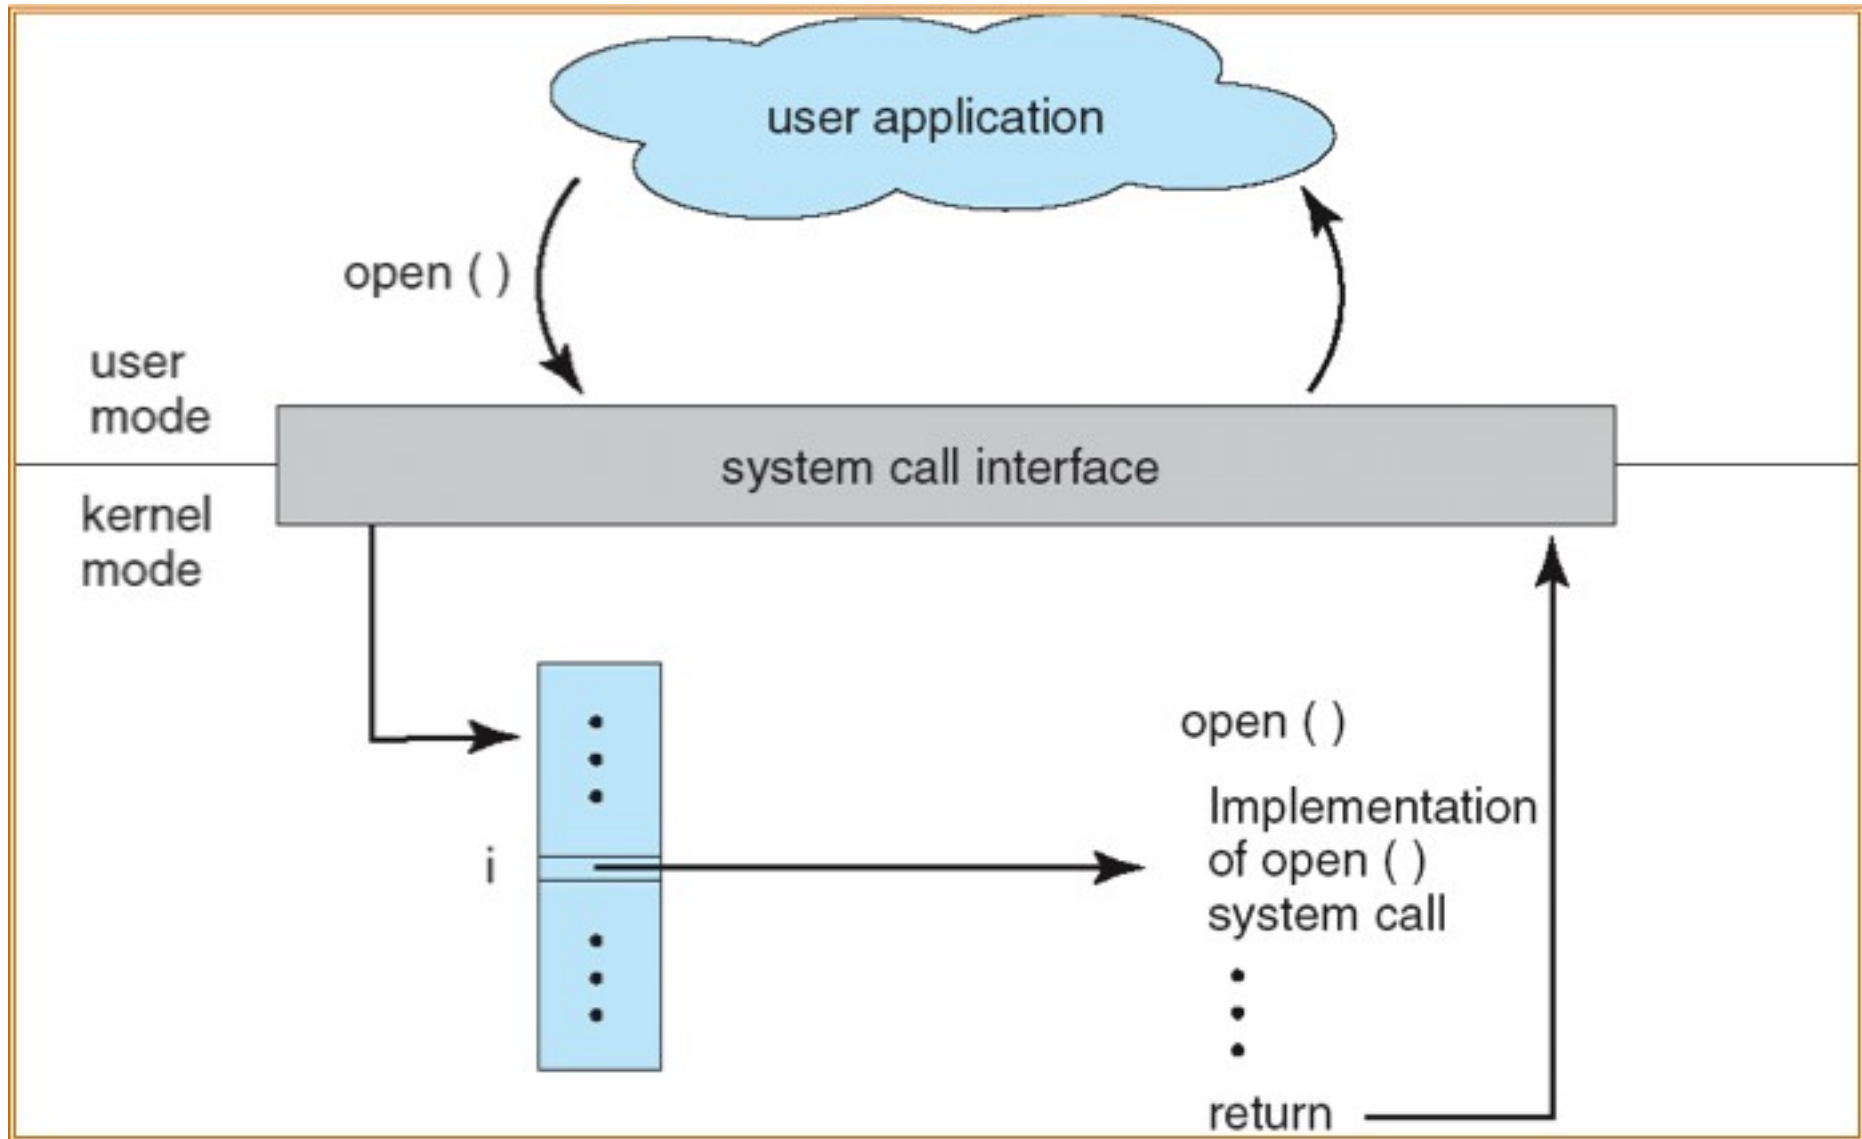 user application
open ( )
user
mode
system call interface
kernel
mode
open ( )
i
Implementation
of open ( )
system call
return